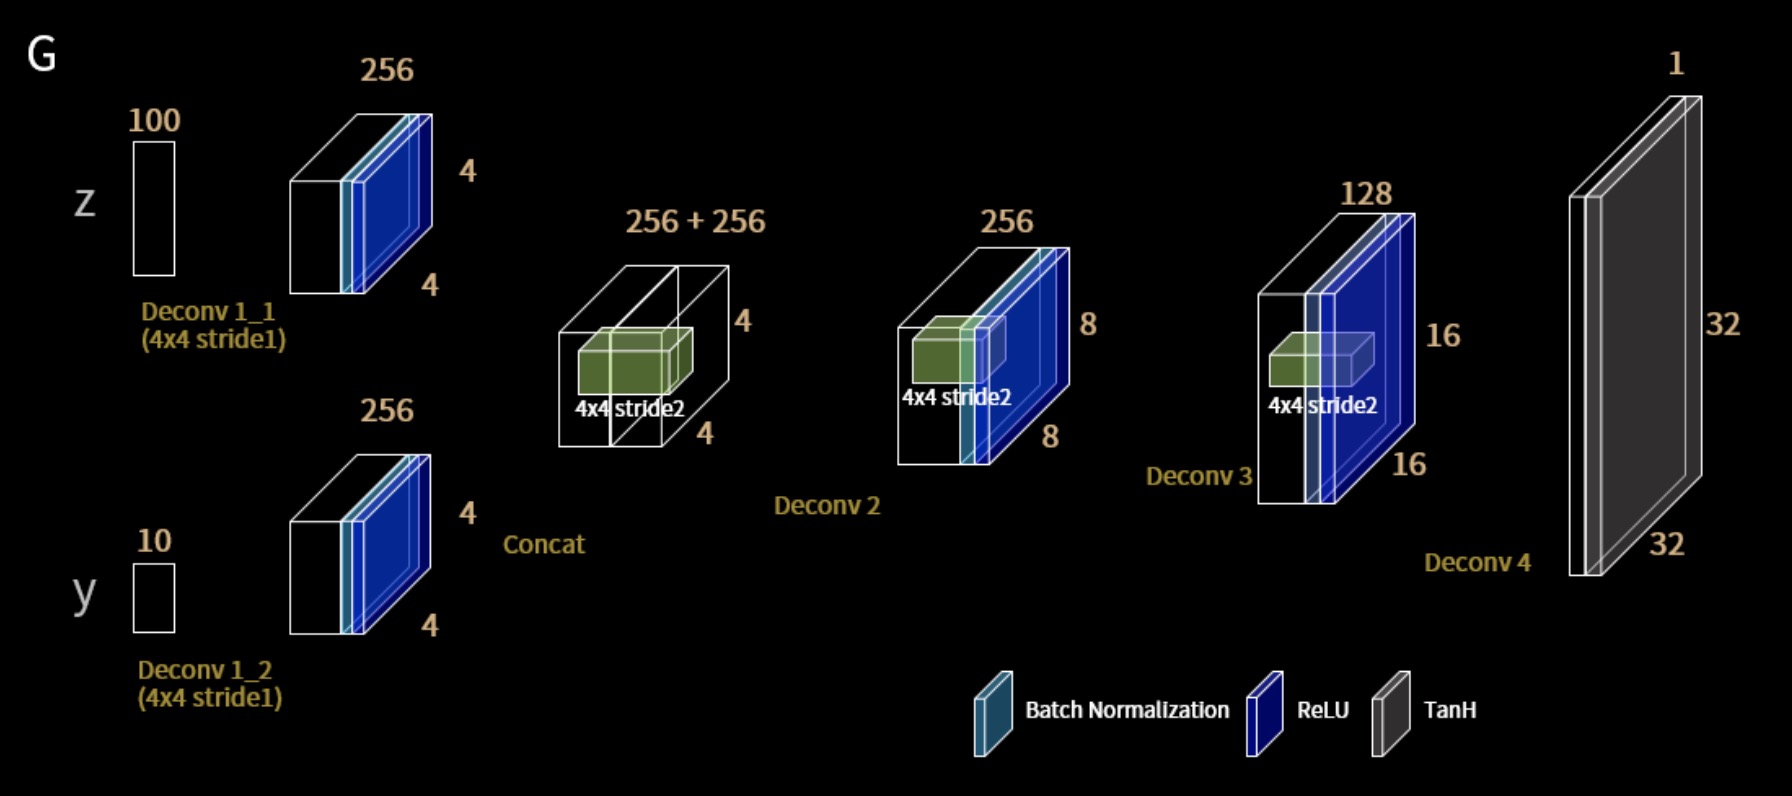 G
256
100
z
4
4
Deconv 1_1
(4x4 stride1)
256
10
y
4
4
Deconv 1_2
(4x4 stride1)
256 + 256
4
4x4 stride2
4
Concat
256
8
4x4 stride2
8
Deconv 2
128
16
4x4 stride2
16
Deconv 3
1
32
32
Deconv 4
Batch Normalization
ReLU
TanH